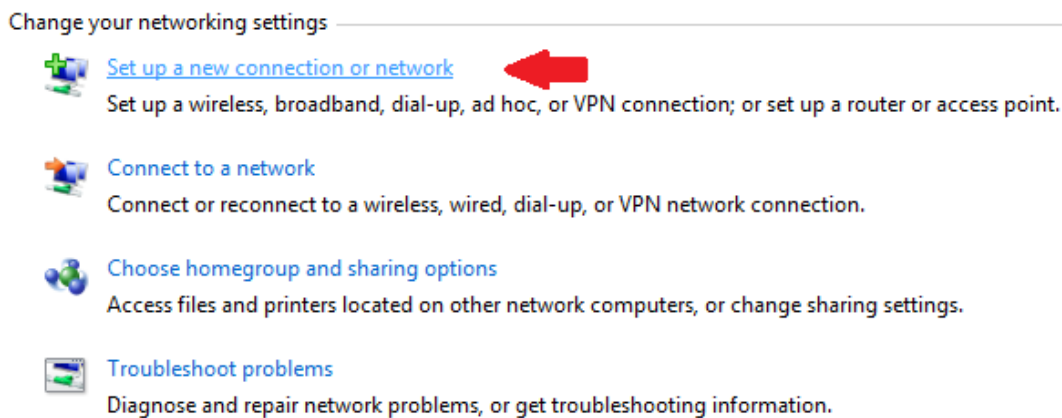 Change your networking settings
Set up a new connection or network
Set up a wireless, broadband, dial-up, ad hoc, or VPN connection; or set up a router or access point.
Connect to a network
Connect or reconnect to a wireless, wired, dial-up, or VPN network connection.
Choose homegroup and sharing options
Access files and printers located on other network computers, or change sharing settings.
Troubleshoot problems
Diagnose and repair network problems, or get troubleshooting information.